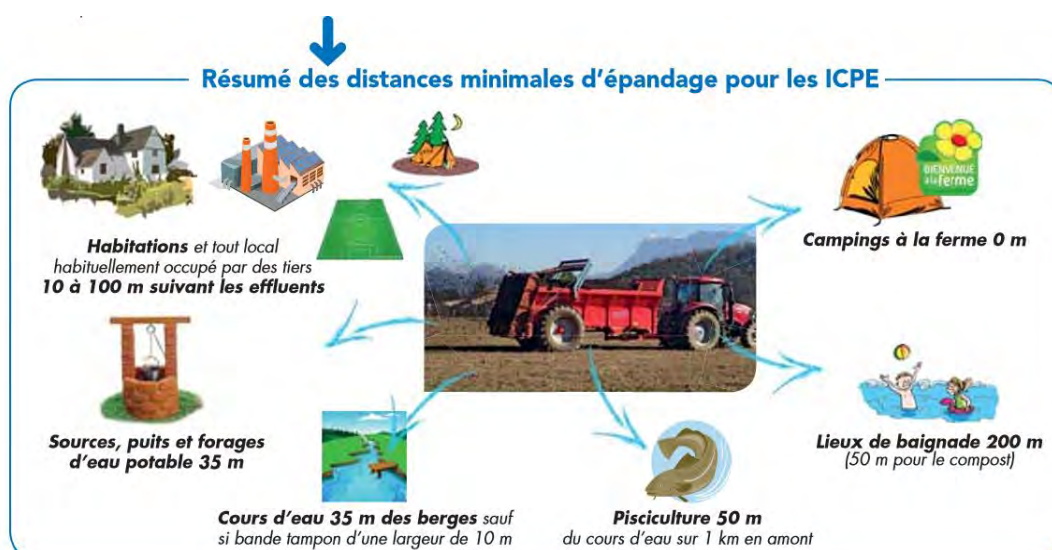 Résumé des distances minimales d'épandage pour les ICPE
BIENVENUE
à la ferme
Habitations et tout local
habituellement occupé par des tiers
10 à 100 m suivant les effluents
Campings à la ferme 0 m
Sources, puits et forages
d'eau potable 35 m
Lieux de baignade 200 m
(50 m pour le compost)
Cours d'eau 35 m des berges sauf
si bande tampon d'une largeur de 10 m
Pisciculture 50 m
du cours d'eau sur 1 km en amont